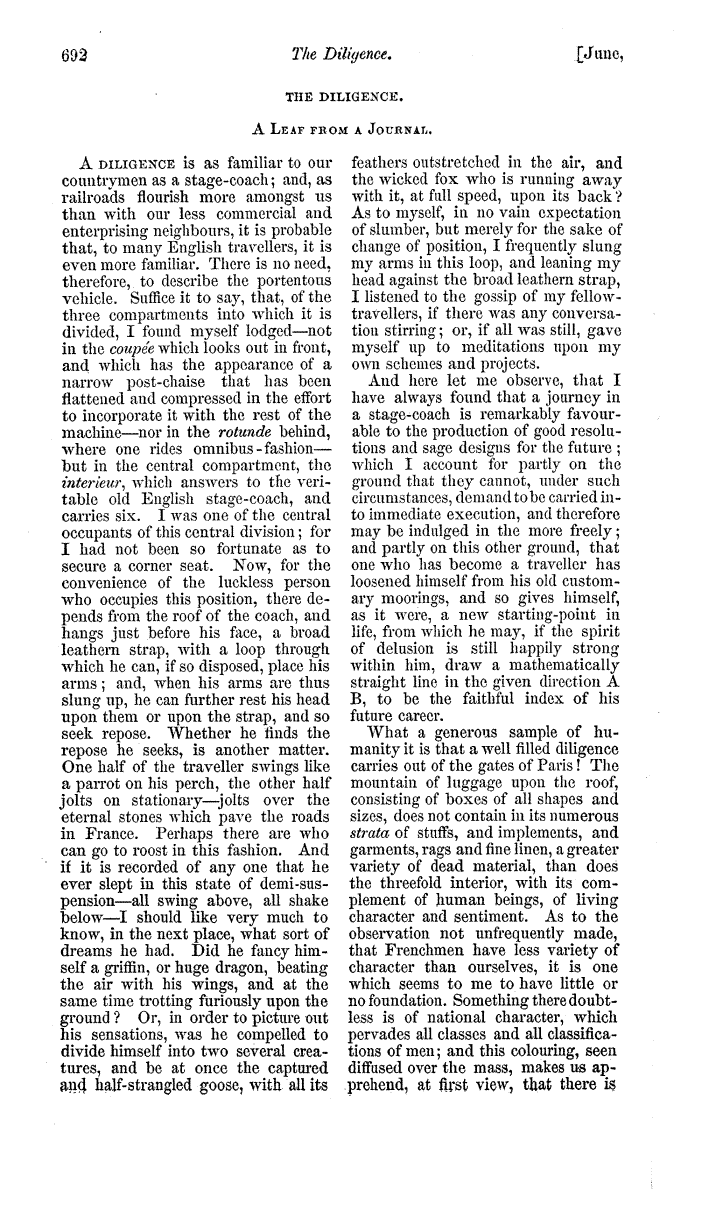 692
The Diligence.
[June,
THE DILIGENCE.
A LEAF FROM A JOURNAL.
A DILIGENCE is as familiar to our
countrymen as a stage-coach; and, as
railroads flourish more amongst us
than with our less commercial and
enterprising neighbours, it is probable
that, to many English travellers, it is
even more familiar. There is no need,
therefore, to describe the portentous
vehicle. Suffice it to say, that, of the
three compartments into which it is
divided, I found myself lodged—not
in the coupée which looks out in front,
and which has the appearance of a
narrow post-chaise that has been
flattened and compressed in the effort
to incorporate it with the rest of the
machine—nor in the rotunde behind,
where one rides omnibus-fashion—
but in the central compartment, the
interieur, which answers to the veri-
table old English stage-coach, and
carries six. I was one of the central
occupants of this central division; for
I had not been so fortunate as to
secure a corner seat. Now, for the
convenience of the luckless person
who occupies this position, there de-
pends from the roof of the coach, and
hangs just before his face, a broad
leathern strap, with a loop through
which he can, if so disposed, place his
arms; and, when his arms are thus
slung up, he can further rest his head
upon them or upon the strap, and so
seek repose. Whether he finds the
repose he seeks, is another matter.
One half of the traveller swings like
a parrot on his perch, the other half
jolts on stationary—jolts over the
eternal stones which pave the roads
in France. Perhaps there are who
can go to roost in this fashion. And
if it is recorded of any one that he
ever slept in this state of demi-sus-
pension—all swing above, all shake
below—I should like very much to
know, in the next place, what sort of
dreams he had. Did he fancy him-
self a griffin, or huge dragon, beating
the air with his wings, and at the
same time trotting furiously upon the
ground? Or, in order to picture out
his sensations, was he compelled to
divide himself into two several crea-
tures, and be at once the captured
and half-strangled goose, with all its
feathers outstretched in the air, and
the wicked fox who is running away
with it, at full speed, upon its back?
As to myself, in no vain expectation
of slumber, but merely for the sake of
change of position, I frequently slung
my arms in this loop, and leaning my
head against the broad leathern strap,
I listened to the gossip of my fellow-
travellers, if there was any conversa-
tion stirring; or, if all was still, gave
myself up to meditations upon my
own schemes and projects.
And here let me observe, that I
have always found that a journey in
a stage-coach is remarkably favour-
able to the production of good resolu-
tions and sage designs for the future;
which I account for partly on the
ground that they cannot, under such
circumstances, demand to be carried in-
to immediate execution, and therefore
may be indulged in the more freely;
and partly on this other ground, that
one who has become a traveller has
loosened himself from his old custom-
ary moorings, and so gives himself,
as it were, a new starting-point in
life, from which he may, if the spirit
of delusion is still happily strong
within him, draw a mathematically
straight line in the given direction A
B, to be the faithful index of his
future career.
What a generous sample of hu-
manity it is that a well filled diligence
carries out of the gates of Paris! The
mountain of luggage upon the roof,
consisting of boxes of all shapes and
sizes, does not contain in its numerous
strata of stuffs, and implements, and
garments, rags and fine linen, a greater
variety of dead material, than does
the threefold interior, with its com-
plement of human beings, of living
character and sentiment. As to the
observation not unfrequently made,
that Frenchmen have less variety of
character than ourselves, it is one
which seems to me to have little or
no foundation. Something there doubt-
less is of national character, which
pervades all classes and all classifica-
tions of men; and this colouring, seen
diffused over the mass, makes us ap-
prehend, at first view, that there is